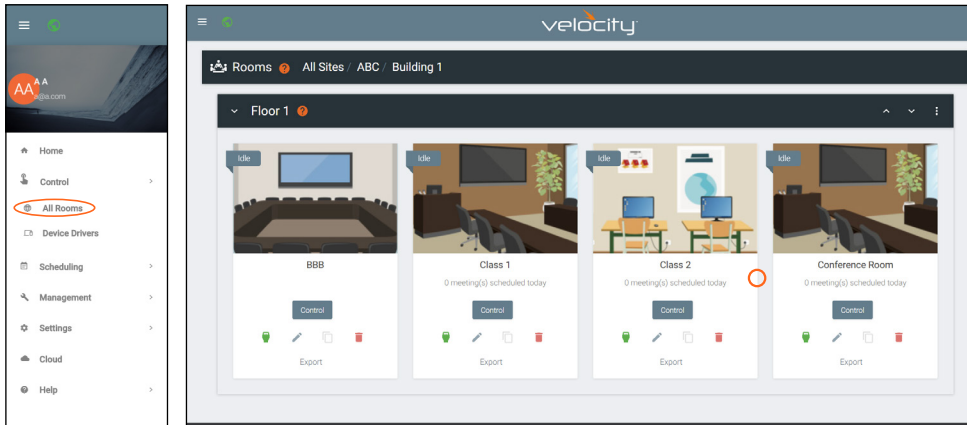 AA
A A
a@a.com
Home
Control
All Rooms
Device Drivers
Scheduling
Management
Settings
Cloud
Help
velocity
Rooms ? All Sites / ABC / Building 1
Floor 1 ?
Idle
BBB
Control
Export
Idle
Class 1
0 meeting(s) scheduled today
Control
Export
Idle
Class 2
0 meeting(s) scheduled today
Control
Export
Idle
Conference Room
0 meeting(s) scheduled today
Control
Export